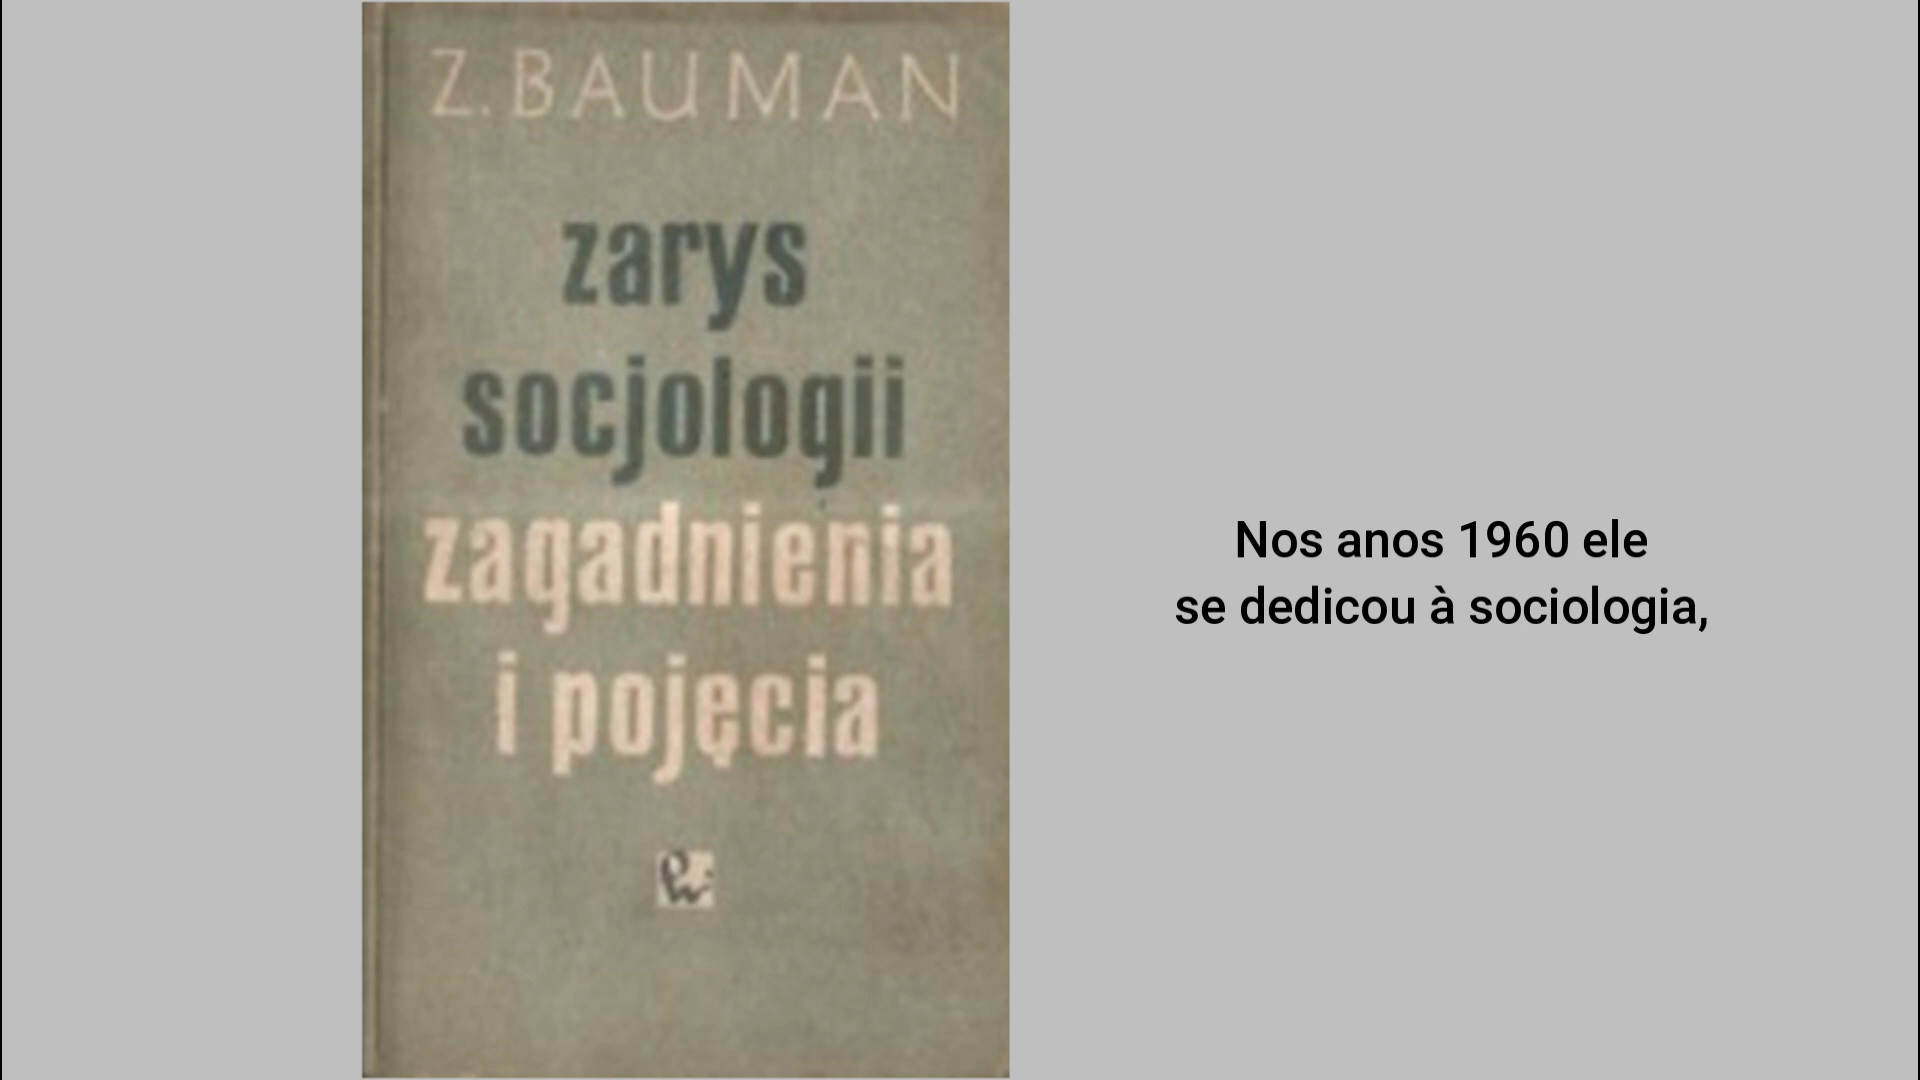 Z. BAUMAN
zarys
socjologii
zagadnienia
i pojęcia
Nos anos 1960 ele
se dedicou à sociologia,